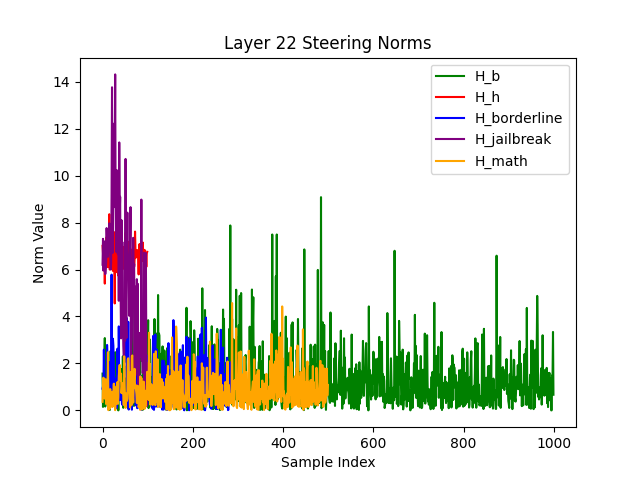 Layer 22 Steering Norms
H_b
H_h
H_borderline
H_jailbreak
H_math
Norm Value
14
12
10
8
6
4
2
0
0 200 400 600 800 1000
Sample Index